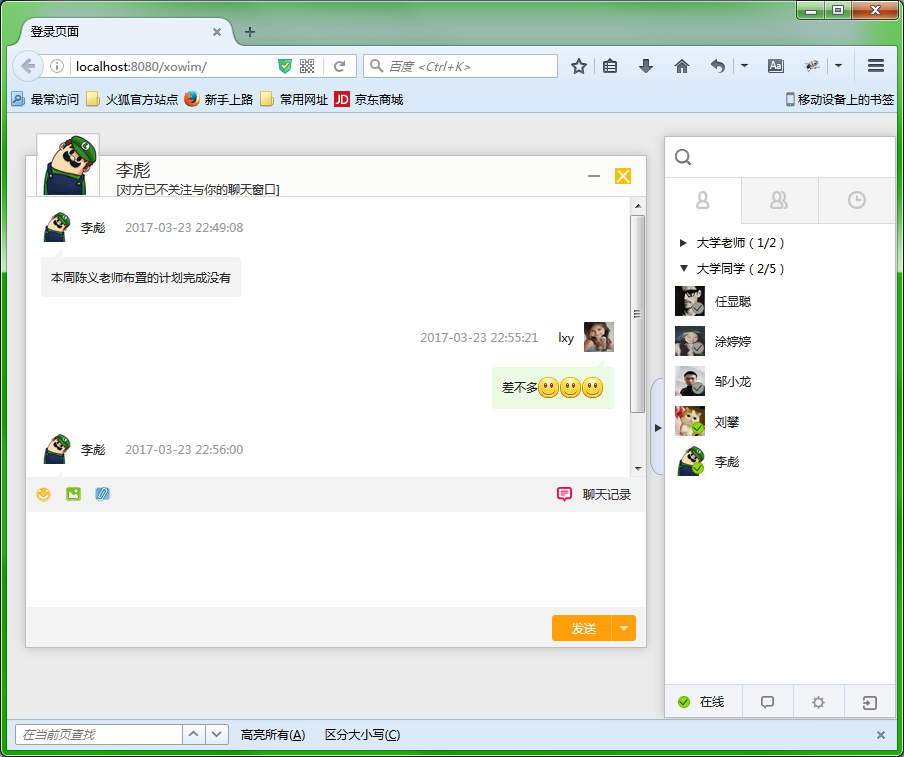 登录页面
localhost:8080/xowim/
百度 <Ctrl+K>
Aa
最常访问 火狐官方站点 新手上路 常用网址 JD 京东商城 移动设备上的书签
李彪
[对方已不关注与你的聊天窗口]
李彪 2017-03-23 22:49:08
本周陈义老师布置的计划完成没有
2017-03-23 22:55:21 lxy
差不多
李彪 2017-03-23 22:56:00
聊天记录
发送
大学老师 ( 1/2 )
大学同学 ( 2/5 )
任显聪
涂婷婷
邹小龙
刘攀
李彪
在线
在当前页查找 高亮所有(A) 区分大小写(C)